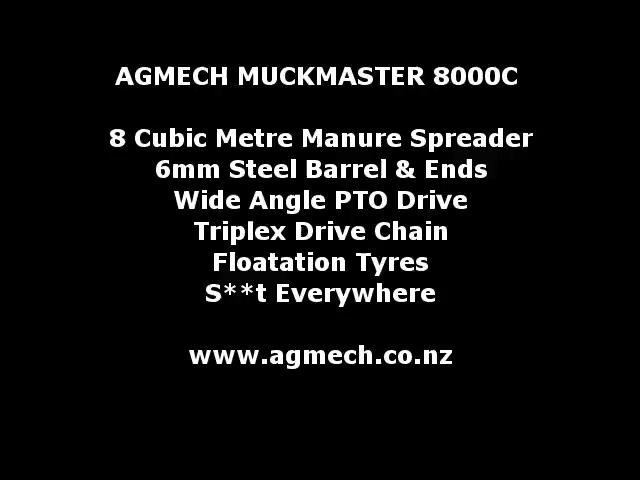 AGMECH MUCKMASTER 8000C
8 Cubic Metre Manure Spreader
6mm Steel Barrel & Ends
Wide Angle PTO Drive
Triplex Drive Chain
Floatation Tyres
S**t Everywhere
www.agmech.co.nz